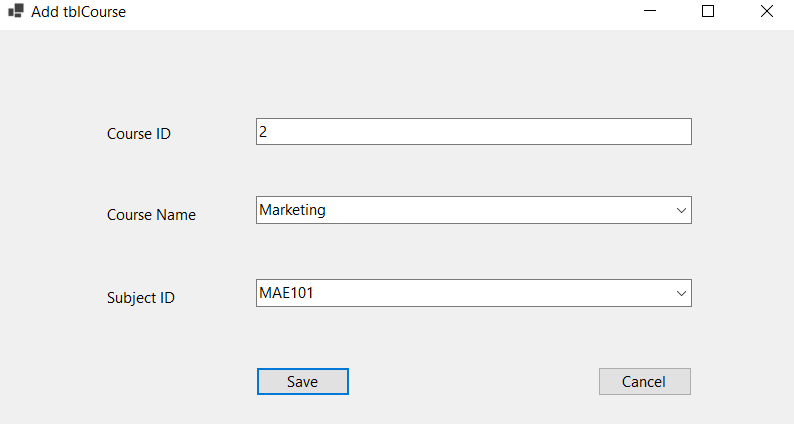 Add tblCourse
Course ID
2
Course Name
Marketing
Subject ID
MAE101
Save
Cancel